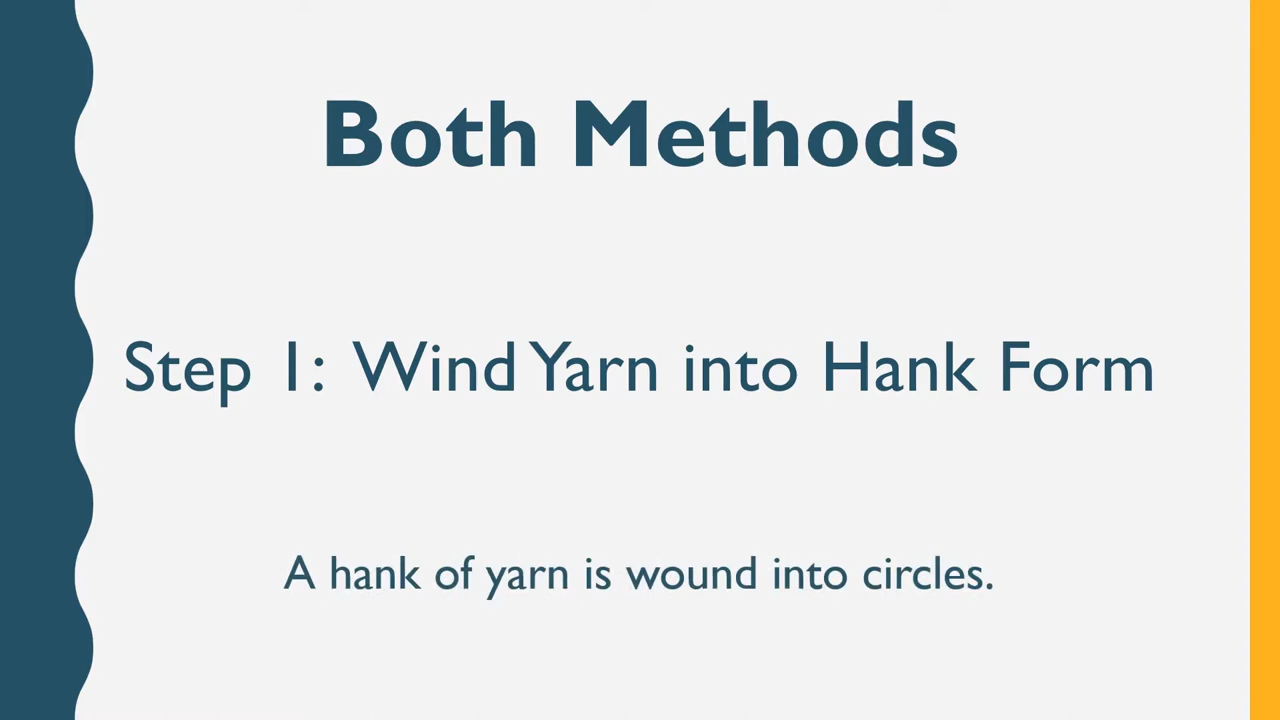 Both Methods
Step 1: Wind Yarn into Hank Form
A hank of yarn is wound into circles.